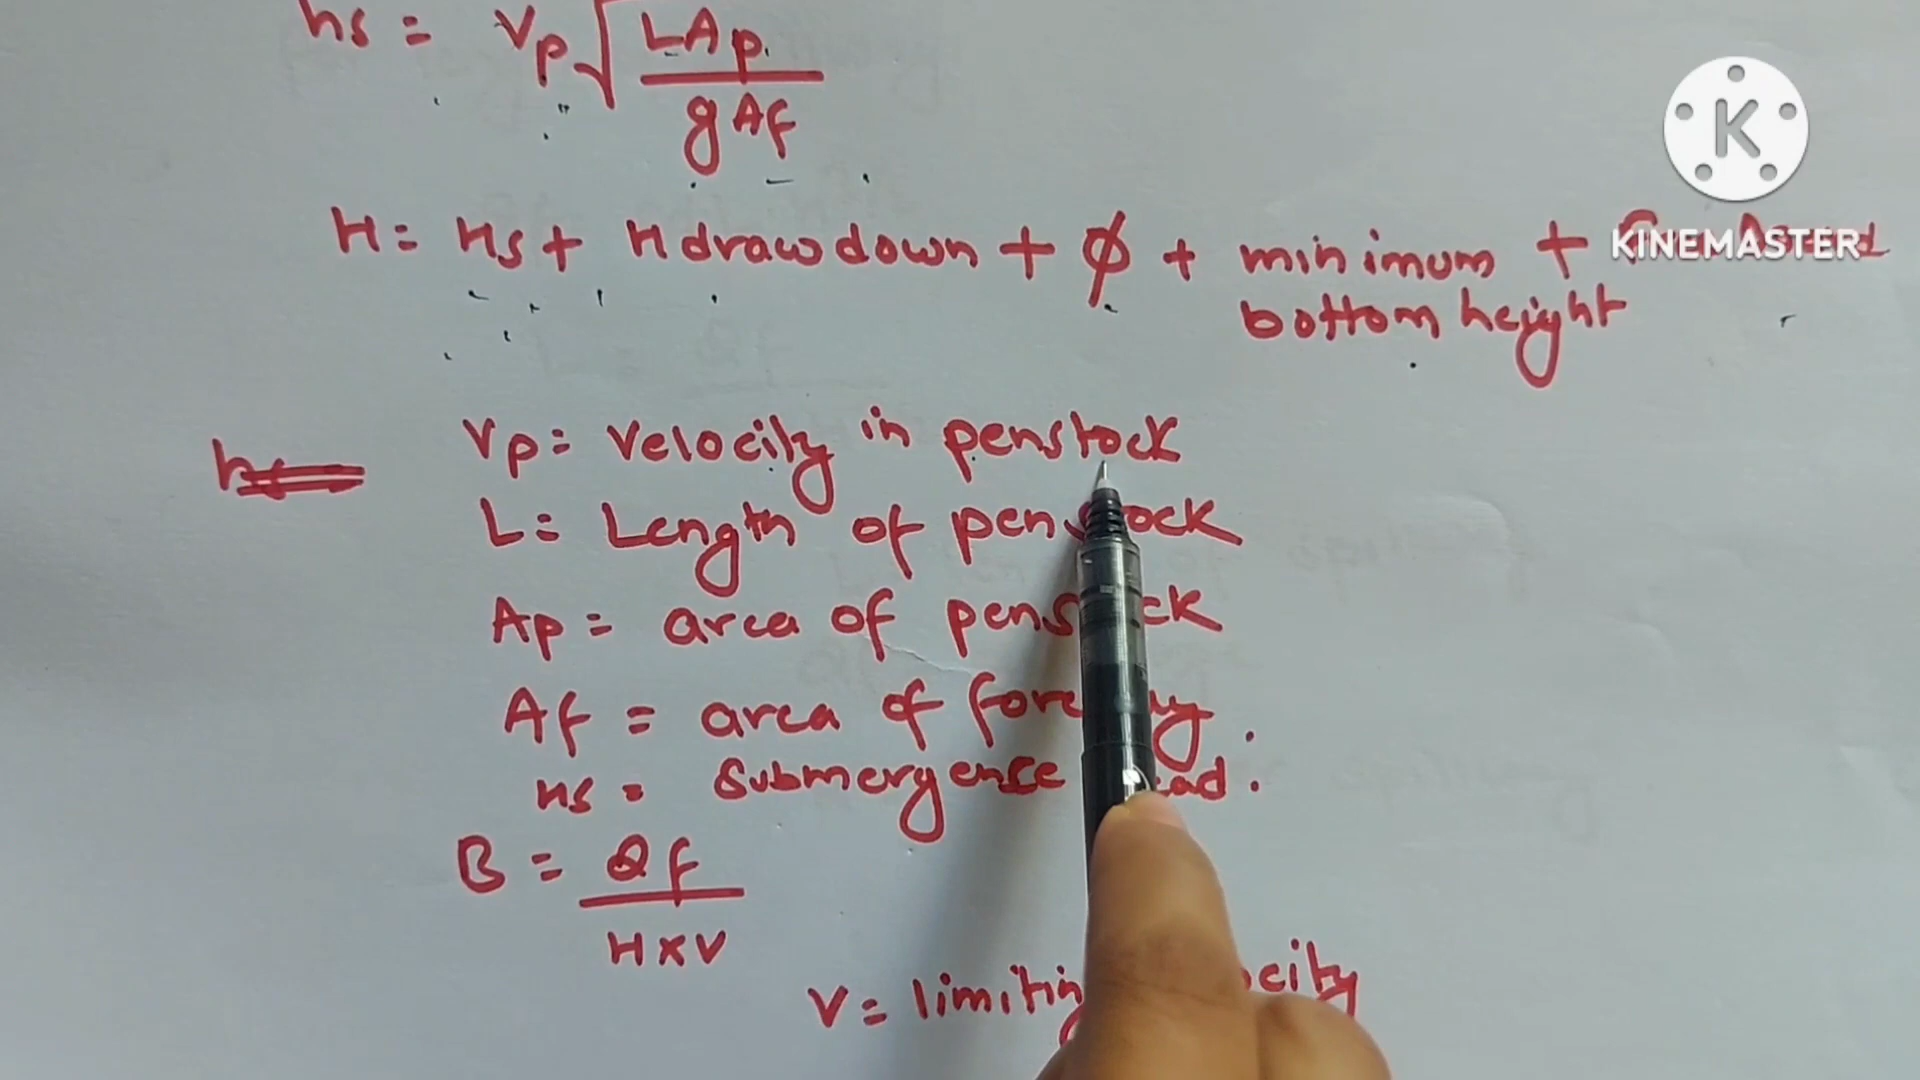 hs = Vp √ LAp
gAf
H = Hs + H drawdown + ϕ + minimum +
bottom height
KINEMASTER
Vp = Velocity in penstock
L = Length of penstock
Ap = area of penstock
Af = area of forebay.
hs = Submergense head.
B = Qf
H x V
V = limiting velocity